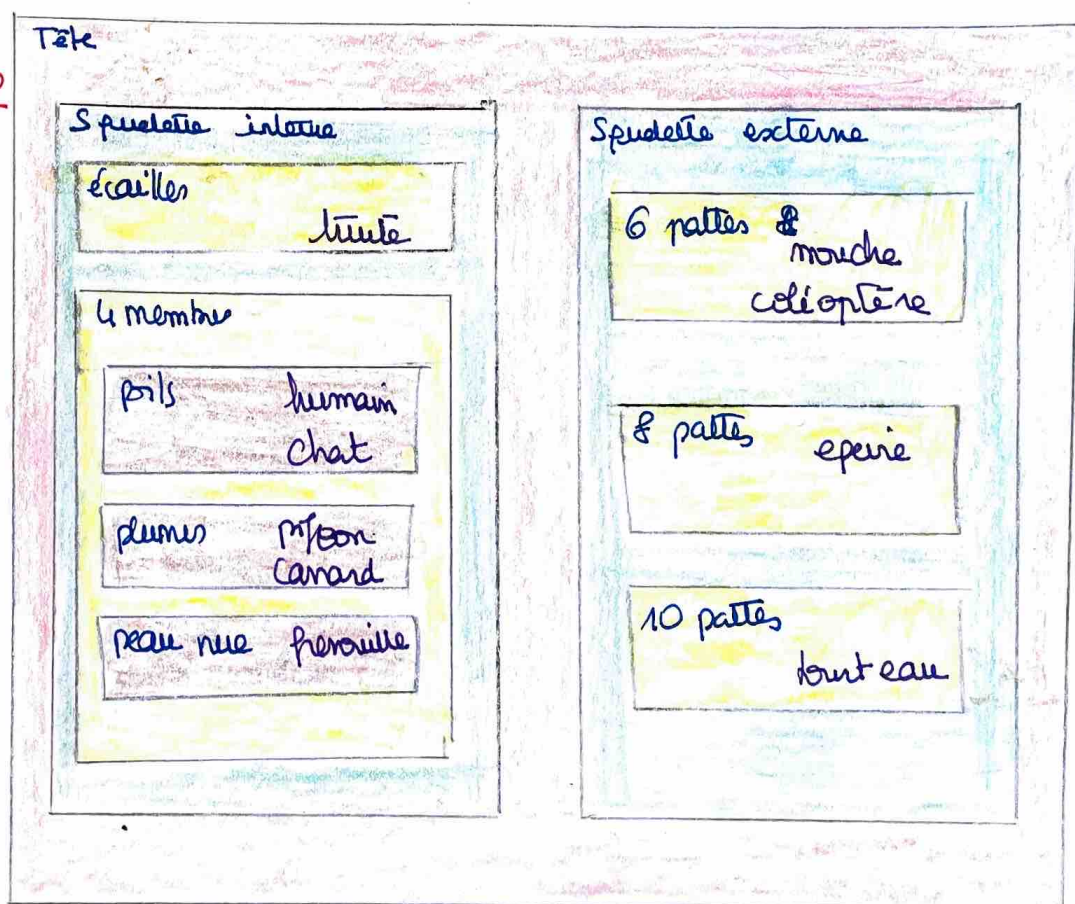 Tête
Squelette interne
écailles
truite
4 membres
poils humain
chat
plumes pigeon
canard
peau nue grenouille
Squelette externe
6 pattes
mouche
coléoptère
8 pattes epeire
10 pattes
tourteau